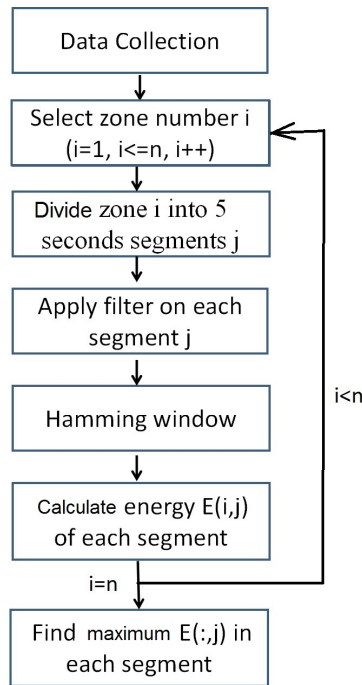 Data Collection
Select zone number i
(i=1, i<=n, i++)
Divide zone i into 5
seconds segments j
Apply filter on each
segment j
Hamming window
i<n
Calculate energy E(i,j)
of each segment
i=n
Find maximum E(:,j) in
each segment